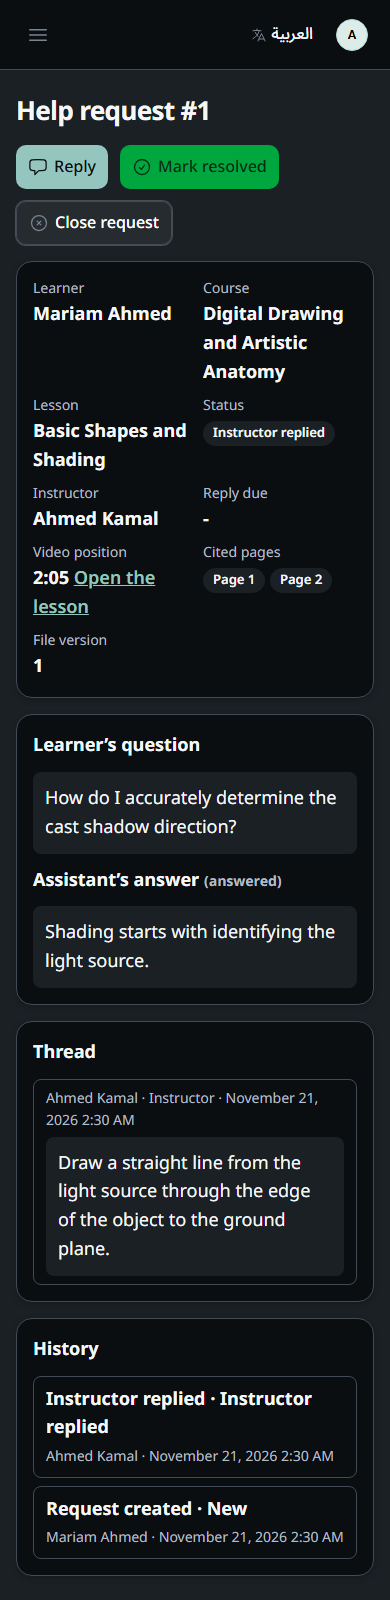 العربية
A
Help request #1
Reply
Mark resolved
Close request
Learner
Mariam Ahmed
Course
Digital Drawing
and Artistic
Anatomy
Lesson
Basic Shapes and
Shading
Status
Instructor replied
Instructor
Ahmed Kamal
Reply due
-
Video position
2:05 Open the
lesson
Cited pages
Page 1 Page 2
File version
1
Learner’s question
How do I accurately determine the
cast shadow direction?
Assistant’s answer (answered)
Shading starts with identifying the
light source.
Thread
Ahmed Kamal · Instructor · November 21,
2026 2:30 AM
Draw a straight line from the
light source through the edge
of the object to the ground
plane.
History
Instructor replied · Instructor
replied
Ahmed Kamal · November 21, 2026 2:30 AM
Request created · New
Mariam Ahmed · November 21, 2026 2:30 AM